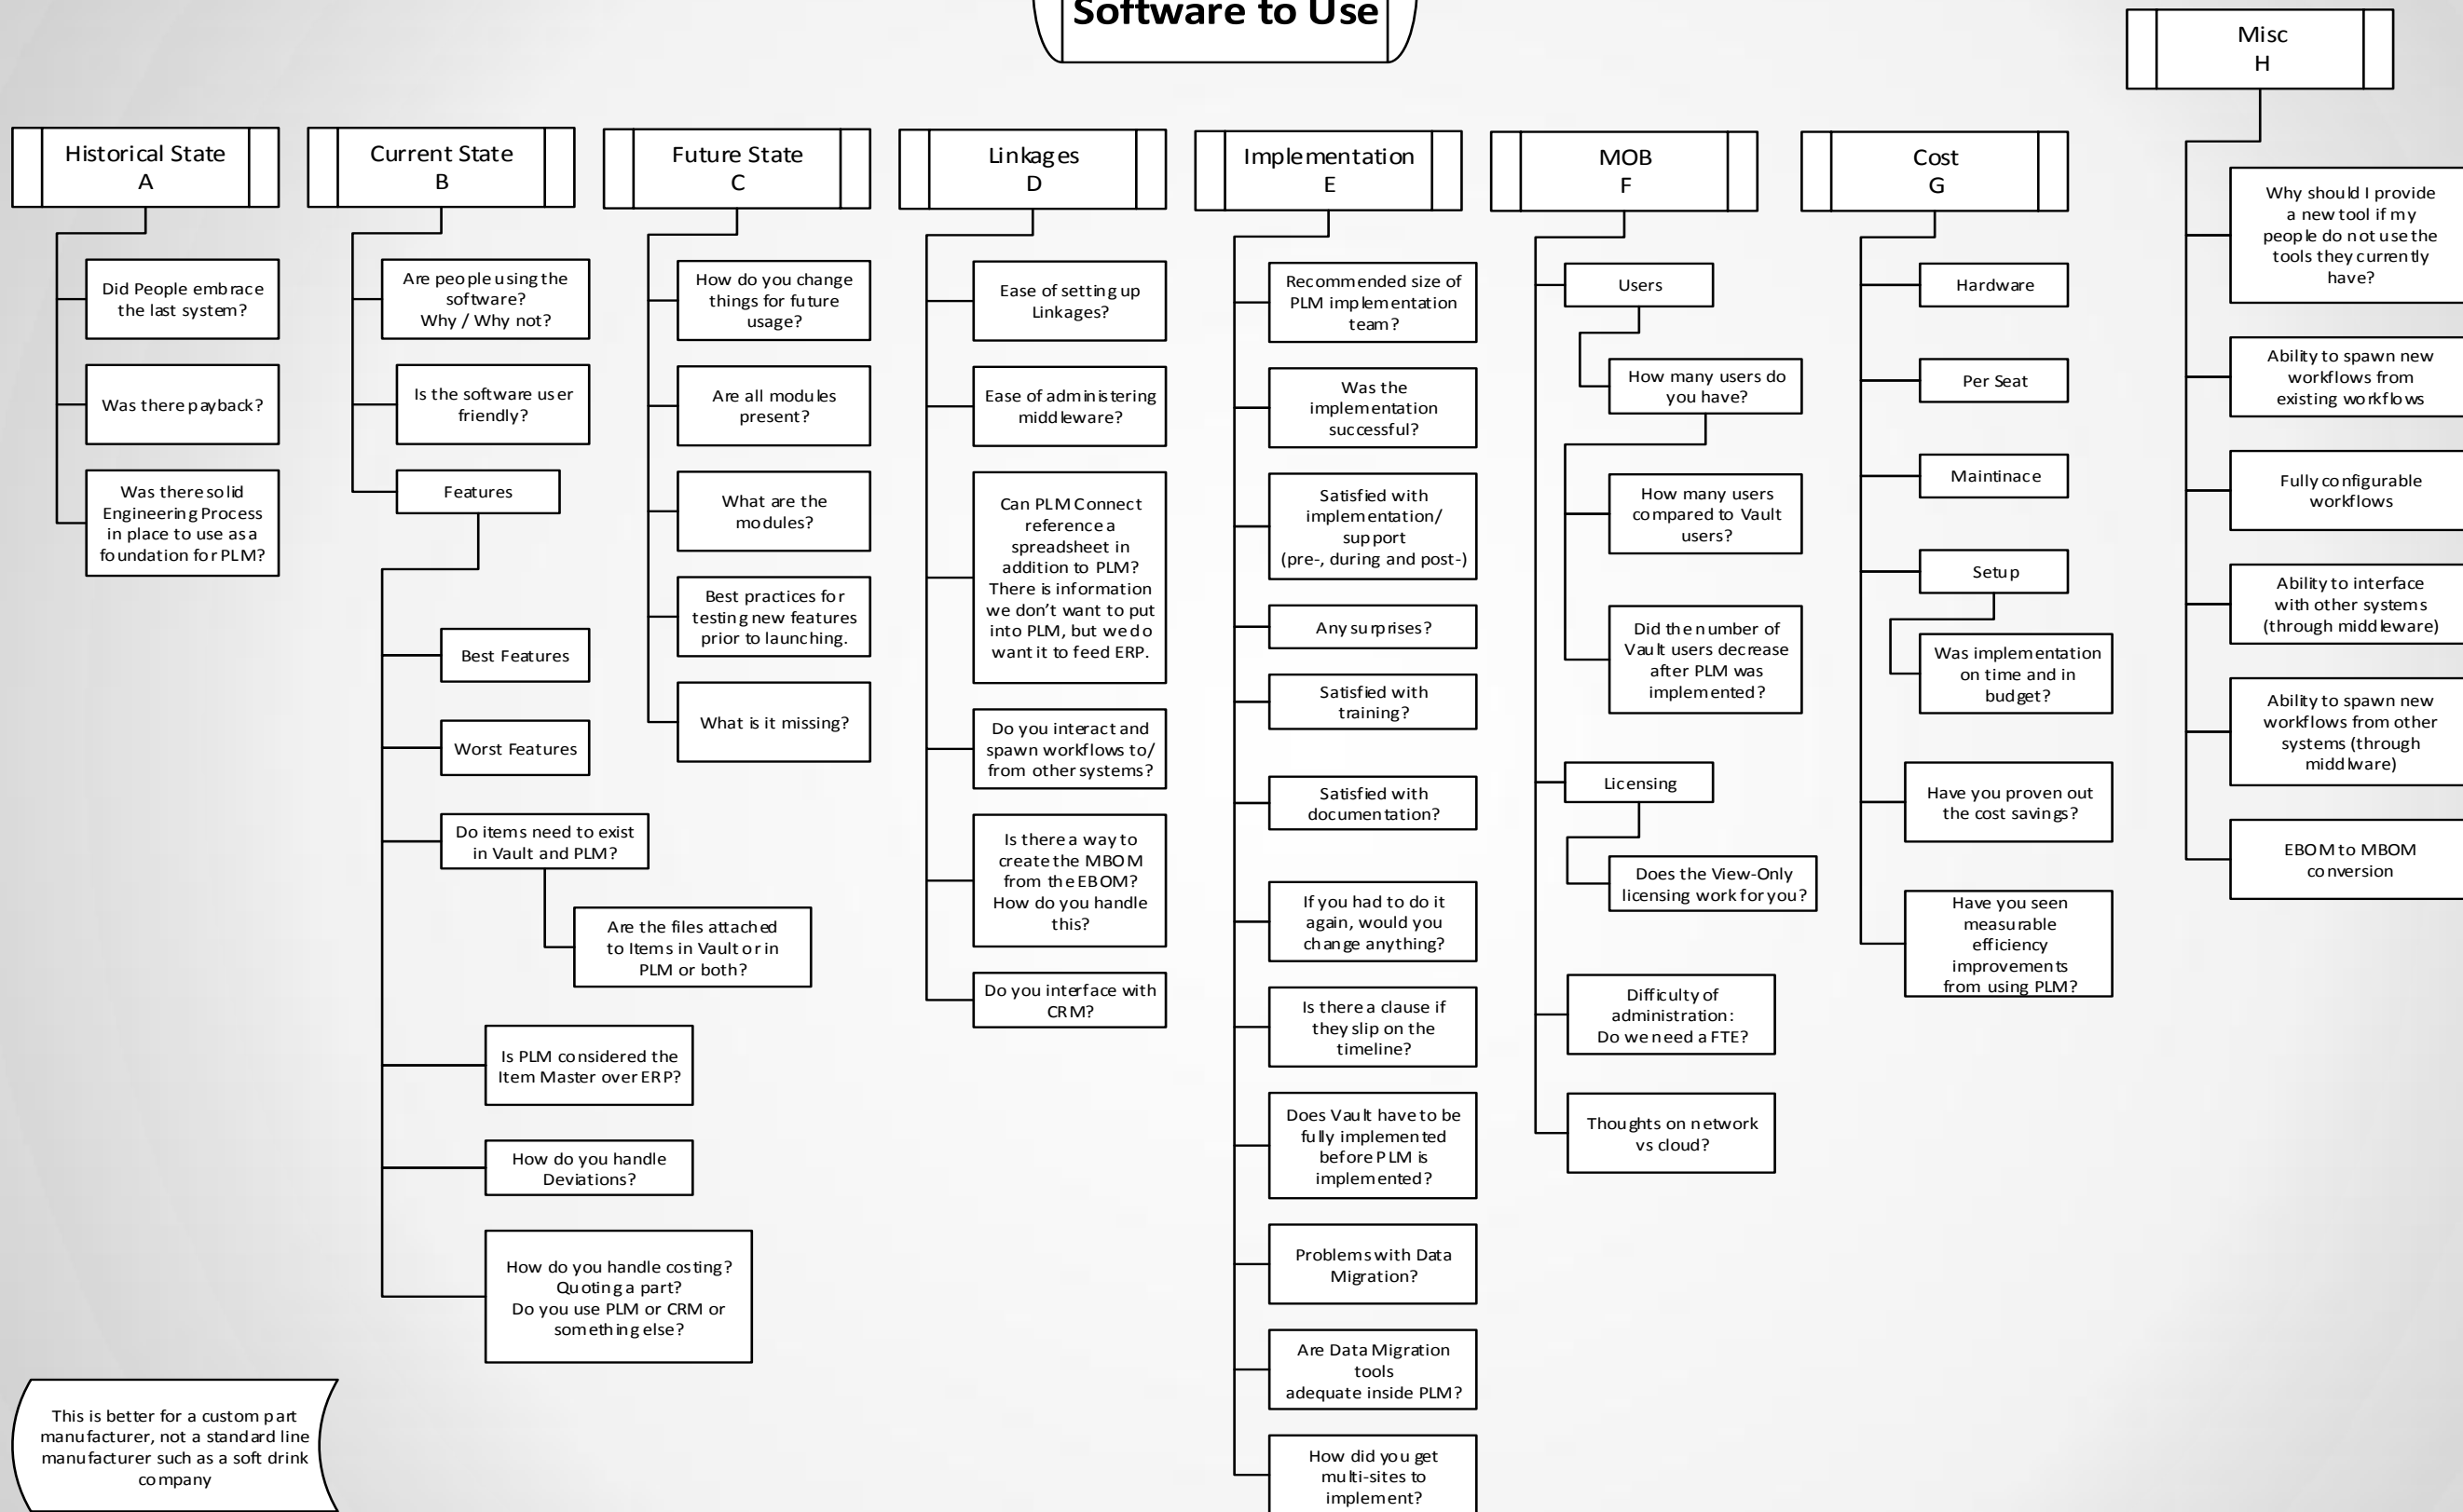 Software to Use
Misc
H
Historical State
A
Did People embrace
the last system?
Was there payback?
Was there solid
Engineering Process
in place to use as a
foundation for PLM?
Current State
B
Are people using the
software?
Why / Why not?
Is the software user
friendly?
Features
Best Features
Worst Features
Do items need to exist
in Vault and PLM?
Are the files attached
to Items in Vault or in
PLM or both?
Is PLM considered the
Item Master over ERP?
How do you handle
Deviations?
How do you handle costing?
Quoting a part?
Do you use PLM or CRM or
something else?
Future State
C
How do you change
things for future
usage?
Are all modules
present?
What are the
modules?
Best practices for
testing new features
prior to launching.
What is it missing?
Linkages
D
Ease of setting up
Linkages?
Ease of administering
middleware?
Can PLM Connect
reference a
spreadsheet in
addition to PLM?
There is information
we don’t want to put
into PLM, but we do
want it to feed ERP.
Do you interact and
spawn workflows to/
from other systems?
Is there a way to
create the MBOM
from the EBOM?
How do you handle
this?
Do you interface with
CRM?
Implementation
E
Recommended size of
PLM implementation
team?
Was the
implementation
successful?
Satisfied with
implementation/
support
(pre-, during and post-)
Any surprises?
Satisfied with
training?
Satisfied with
documentation?
If you had to do it
again, would you
change anything?
Is there a clause if
they slip on the
timeline?
Does Vault have to be
fully implemented
before PLM is
implemented?
Problems with Data
Migration?
Are Data Migration
tools
adequate inside PLM?
How did you get
multi-sites to
implement?
MOB
F
Users
How many users do
you have?
How many users
compared to Vault
users?
Did the number of
Vault users decrease
after PLM was
implemented?
Licensing
Does the View-Only
licensing work for you?
Difficulty of
administration:
Do we need a FTE?
Thoughts on network
vs cloud?
Cost
G
Hardware
Per Seat
Maintinace
Setup
Was implementation
on time and in
budget?
Have you proven out
the cost savings?
Have you seen
measurable
efficiency
improvements
from using PLM?
Why should I provide
a new tool if my
people do not use the
tools they currently
have?
Ability to spawn new
workflows from
existing workflows
Fully configurable
workflows
Ability to interface
with other systems
(through middleware)
Ability to spawn new
workflows from other
systems (through
middlware)
EBOM to MBOM
conversion
This is better for a custom part
manufacturer, not a standard line
manufacturer such as a soft drink
company